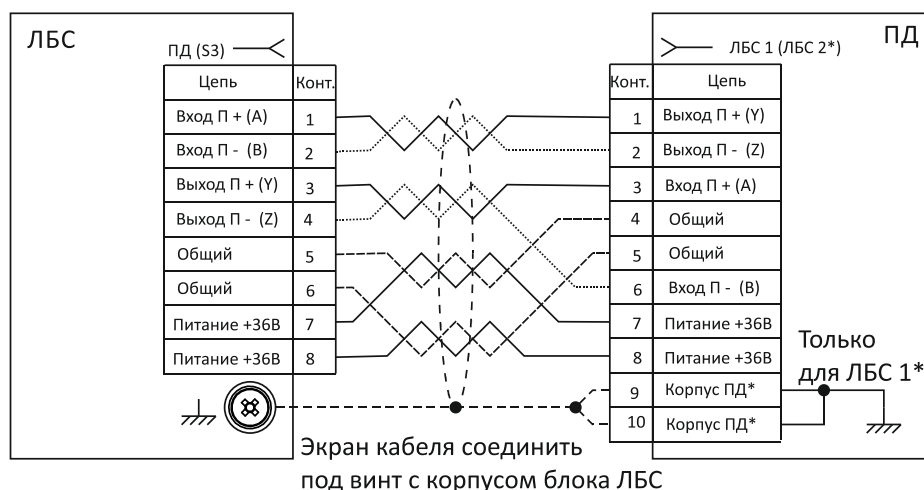 ЛБС
ПД
ПД (S3)
ЛБС 1 (ЛБС 2*)
Цепь Конт.
Вход П + (A) 1
Вход П - (B) 2
Выход П + (Y) 3
Выход П - (Z) 4
Общий 5
Общий 6
Питание +36В 7
Питание +36В 8
Конт. Цепь
1 Выход П + (Y)
2 Выход П - (Z)
3 Вход П + (A)
4 Общий
5 Общий
6 Вход П - (B)
7 Питание +36В
8 Питание +36В
9 Корпус ПД*
10 Корпус ПД*
Только
для ЛБС 1*
Экран кабеля соединить
под винт с корпусом блока ЛБС